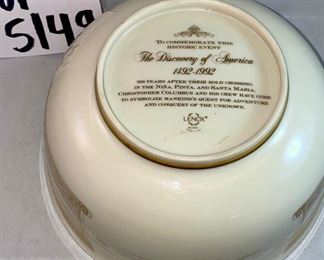 5149
TO COMMEMORATE THIS
HISTORIC EVENT
The Discovery of America
1492-1992
500 YEARS AFTER THEIR BOLD CROSSING
IN THE NIÑA, PINTA, AND SANTA MARIA,
CHRISTOPHER COLUMBUS AND HIS CREW HAVE COME
TO SYMBOLISE MANKIND'S QUEST FOR ADVENTURE
AND CONQUEST OF THE UNKNOWN.
LENOX